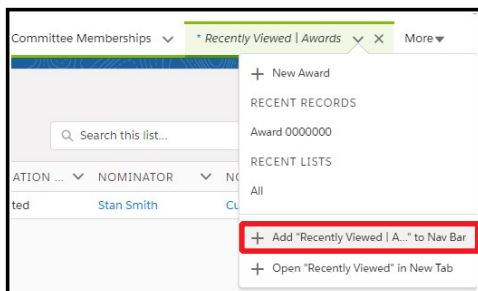 Committee Memberships * Recently Viewed | Awards More
+ New Award
RECENT RECORDS
Search this list...
Award 0000000
RECENT LISTS
ATION ... NOMINATOR NO
All
ted Stan Smith Cu
+ Add "Recently Viewed | A..." to Nav Bar
+ Open "Recently Viewed" in New Tab